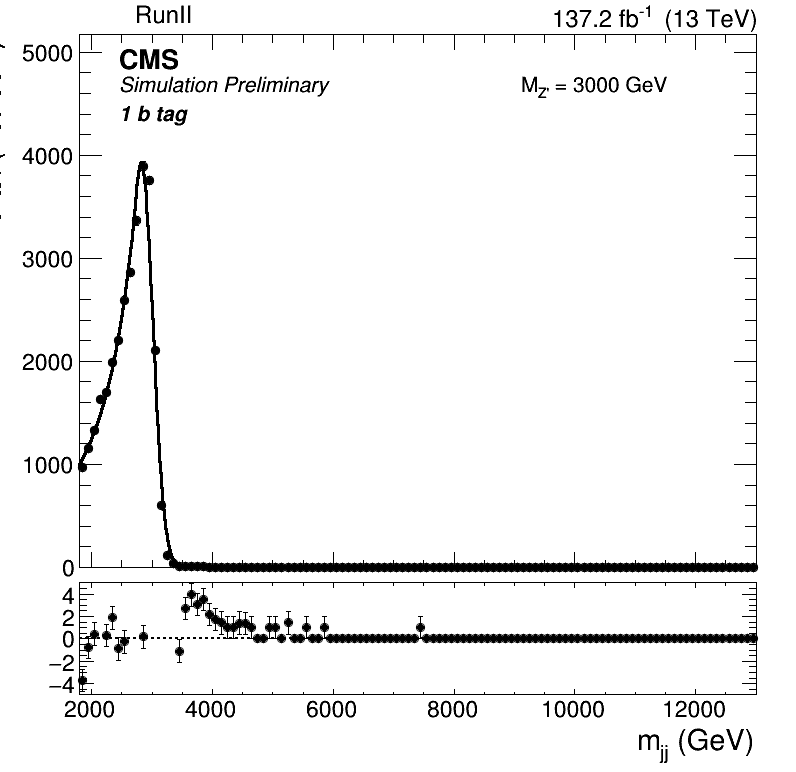 RunII 137.2 fb⁻¹ (13 TeV)
CMS
Simulation Preliminary
M_Z' = 3000 GeV
1 b tag
5000
4000
3000
2000
1000
0
4
2
0
−2
−4
2000 4000 6000 8000 10000 12000
m_jj (GeV)